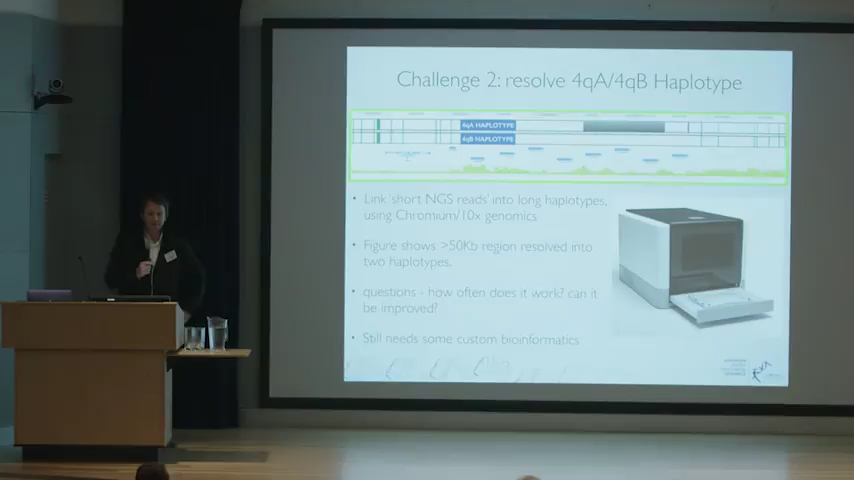 Challenge 2: resolve 4qA/4qB Haplotype
4qA HAPLOTYPE
4qB HAPLOTYPE
• Link 'short NGS reads' into long haplotypes,
using Chromium/10x genomics
• Figure shows >50Kb region resolved into
two haplotypes.
• questions - how often does it work? can it
be improved?
• Still needs some custom bioinformatics